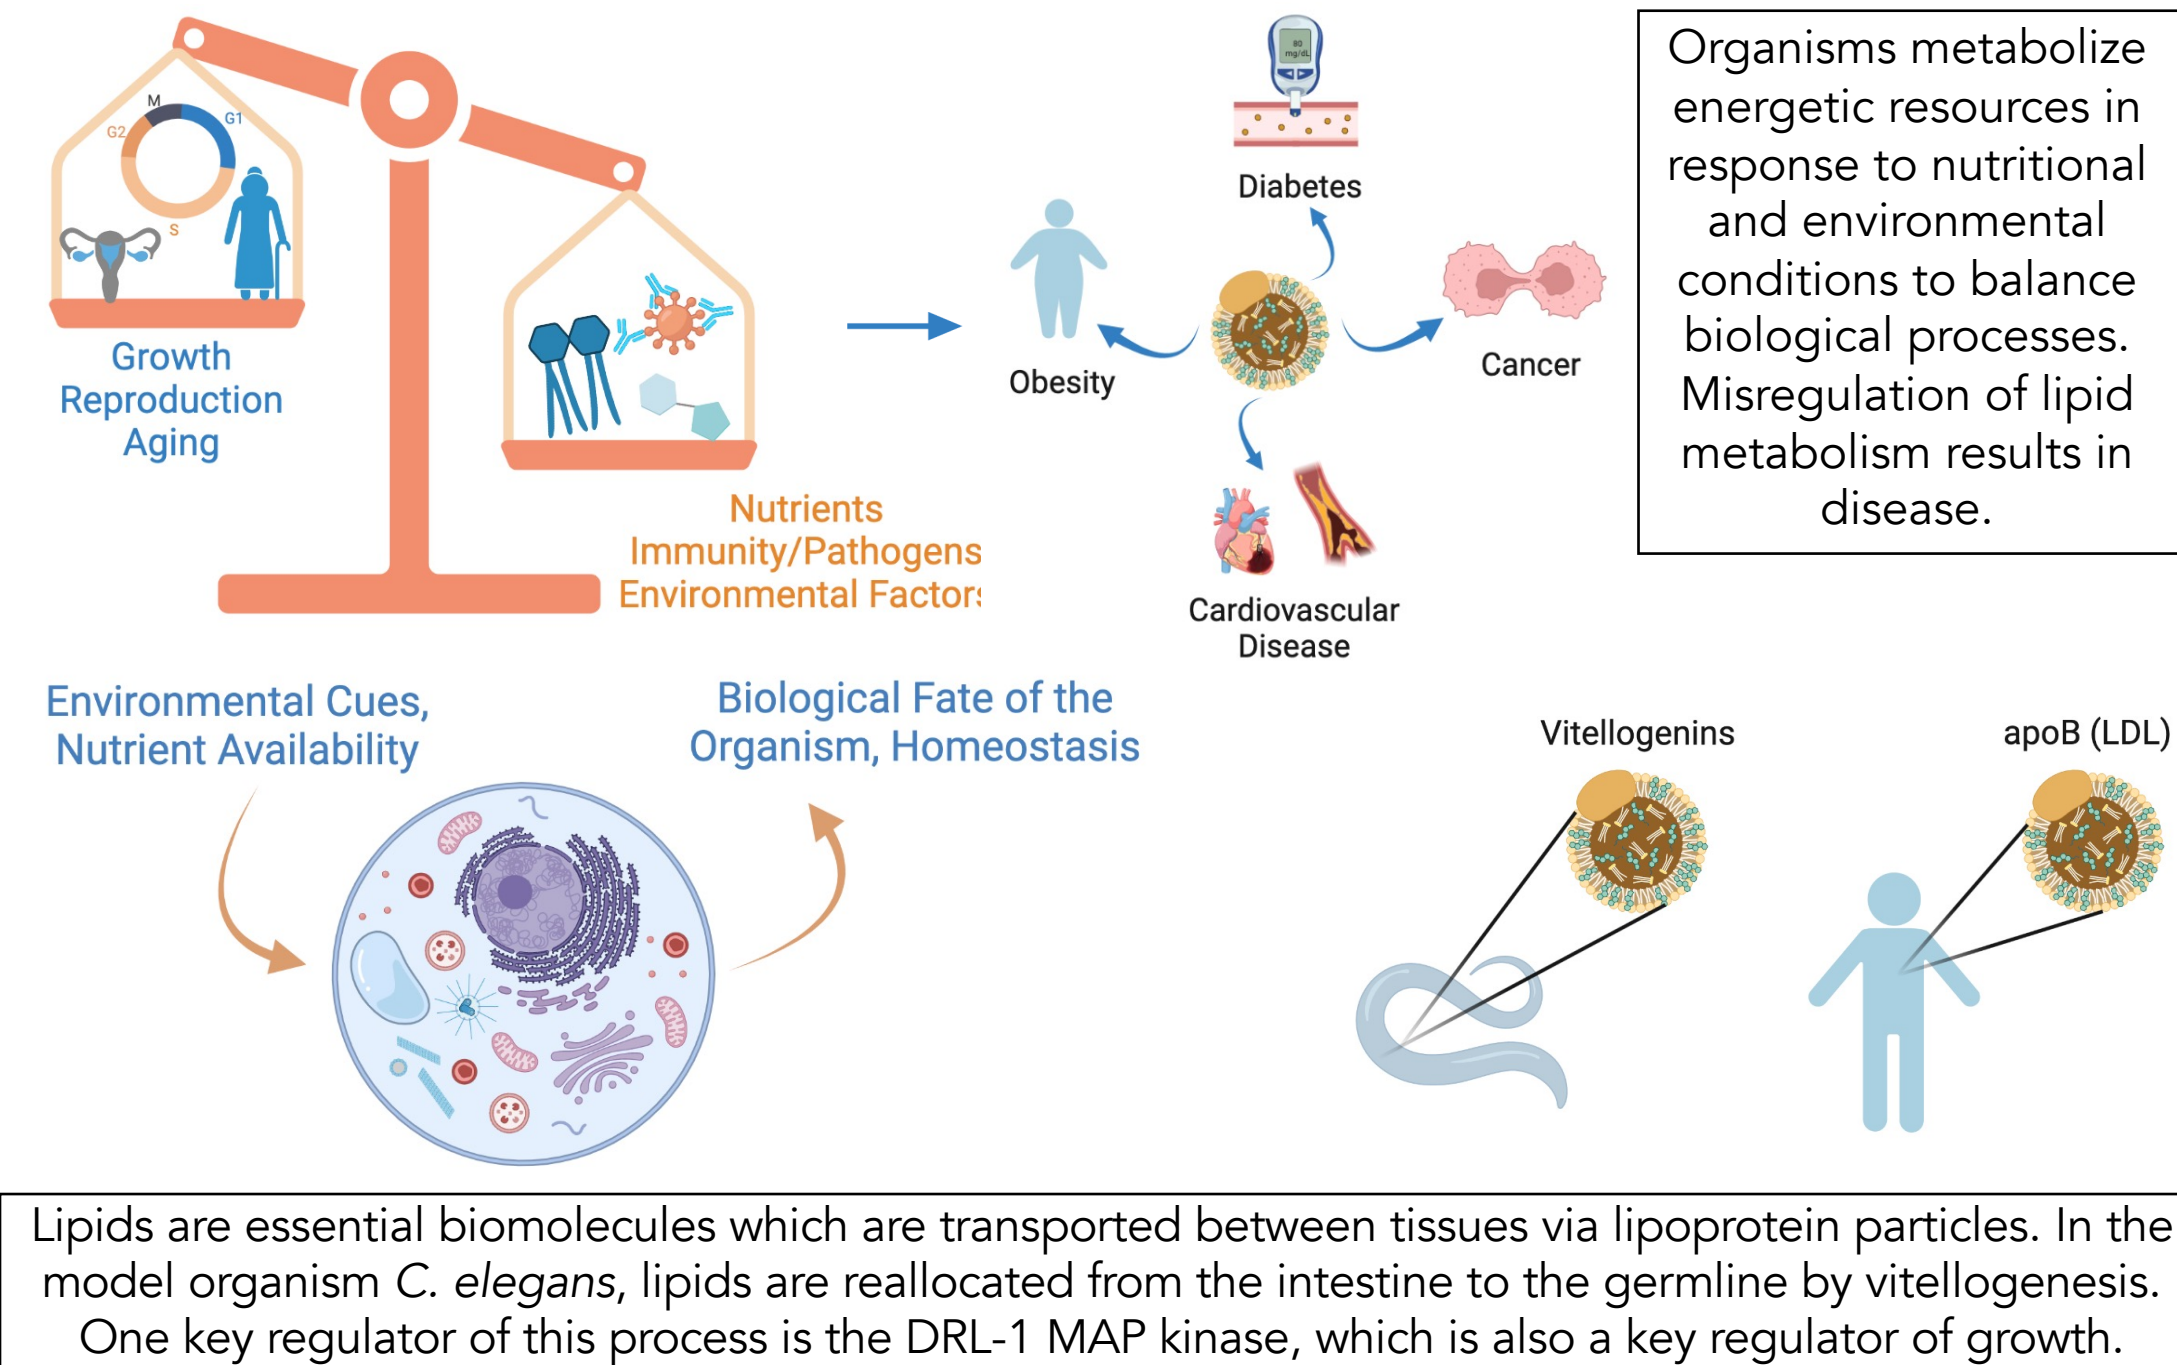 M
G1
G2
S
Growth
Reproduction
Aging
Nutrients
Immunity/Pathogens
Environmental Factors
80
mg/dL
Diabetes
Obesity
Cancer
Cardiovascular
Disease
Organisms metabolize
energetic resources in
response to nutritional
and environmental
conditions to balance
biological processes.
Misregulation of lipid
metabolism results in
disease.
Environmental Cues,
Nutrient Availability
Biological Fate of the
Organism, Homeostasis
Vitellogenins
apoB (LDL)
Lipids are essential biomolecules which are transported between tissues via lipoprotein particles. In the
model organism C. elegans, lipids are reallocated from the intestine to the germline by vitellogenesis.
One key regulator of this process is the DRL-1 MAP kinase, which is also a key regulator of growth.